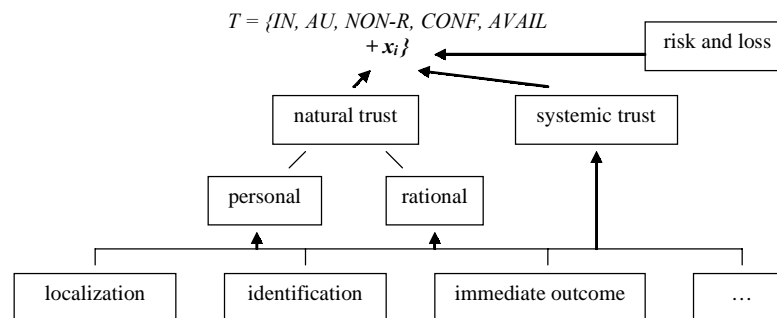 T = {IN, AU, NON-R, CONF, AVAIL
+ xᵢ}
risk and loss
natural trust
systemic trust
personal
rational
localization
identification
immediate outcome
…